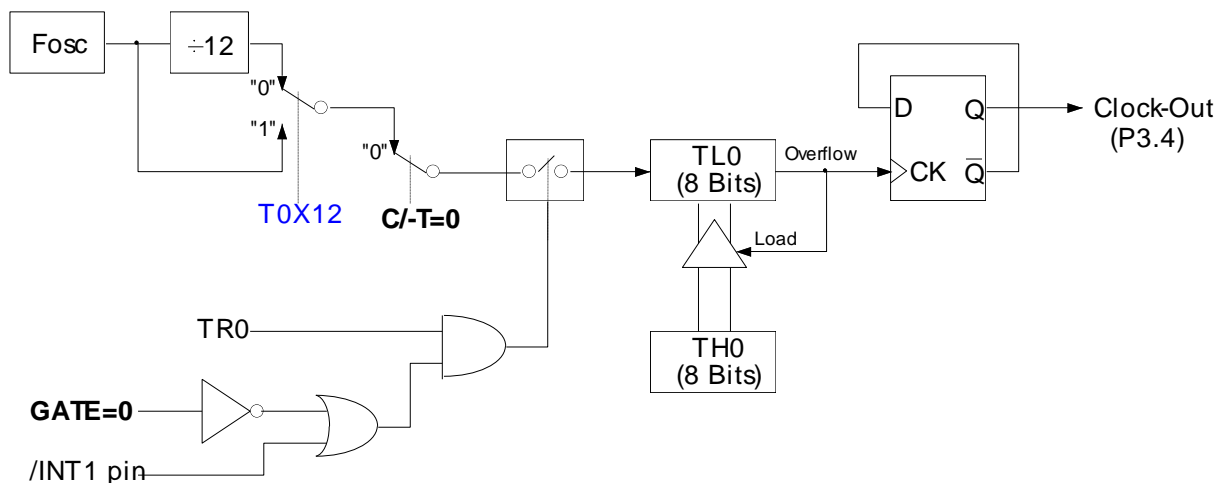 Fosc
÷12
"0"
"1"
T0X12
"0"
C/-T=0
TL0
(8 Bits)
Overflow
Load
TH0
(8 Bits)
D
Q
CK
Q̅
Clock-Out
(P3.4)
TR0
GATE=0
/INT1 pin